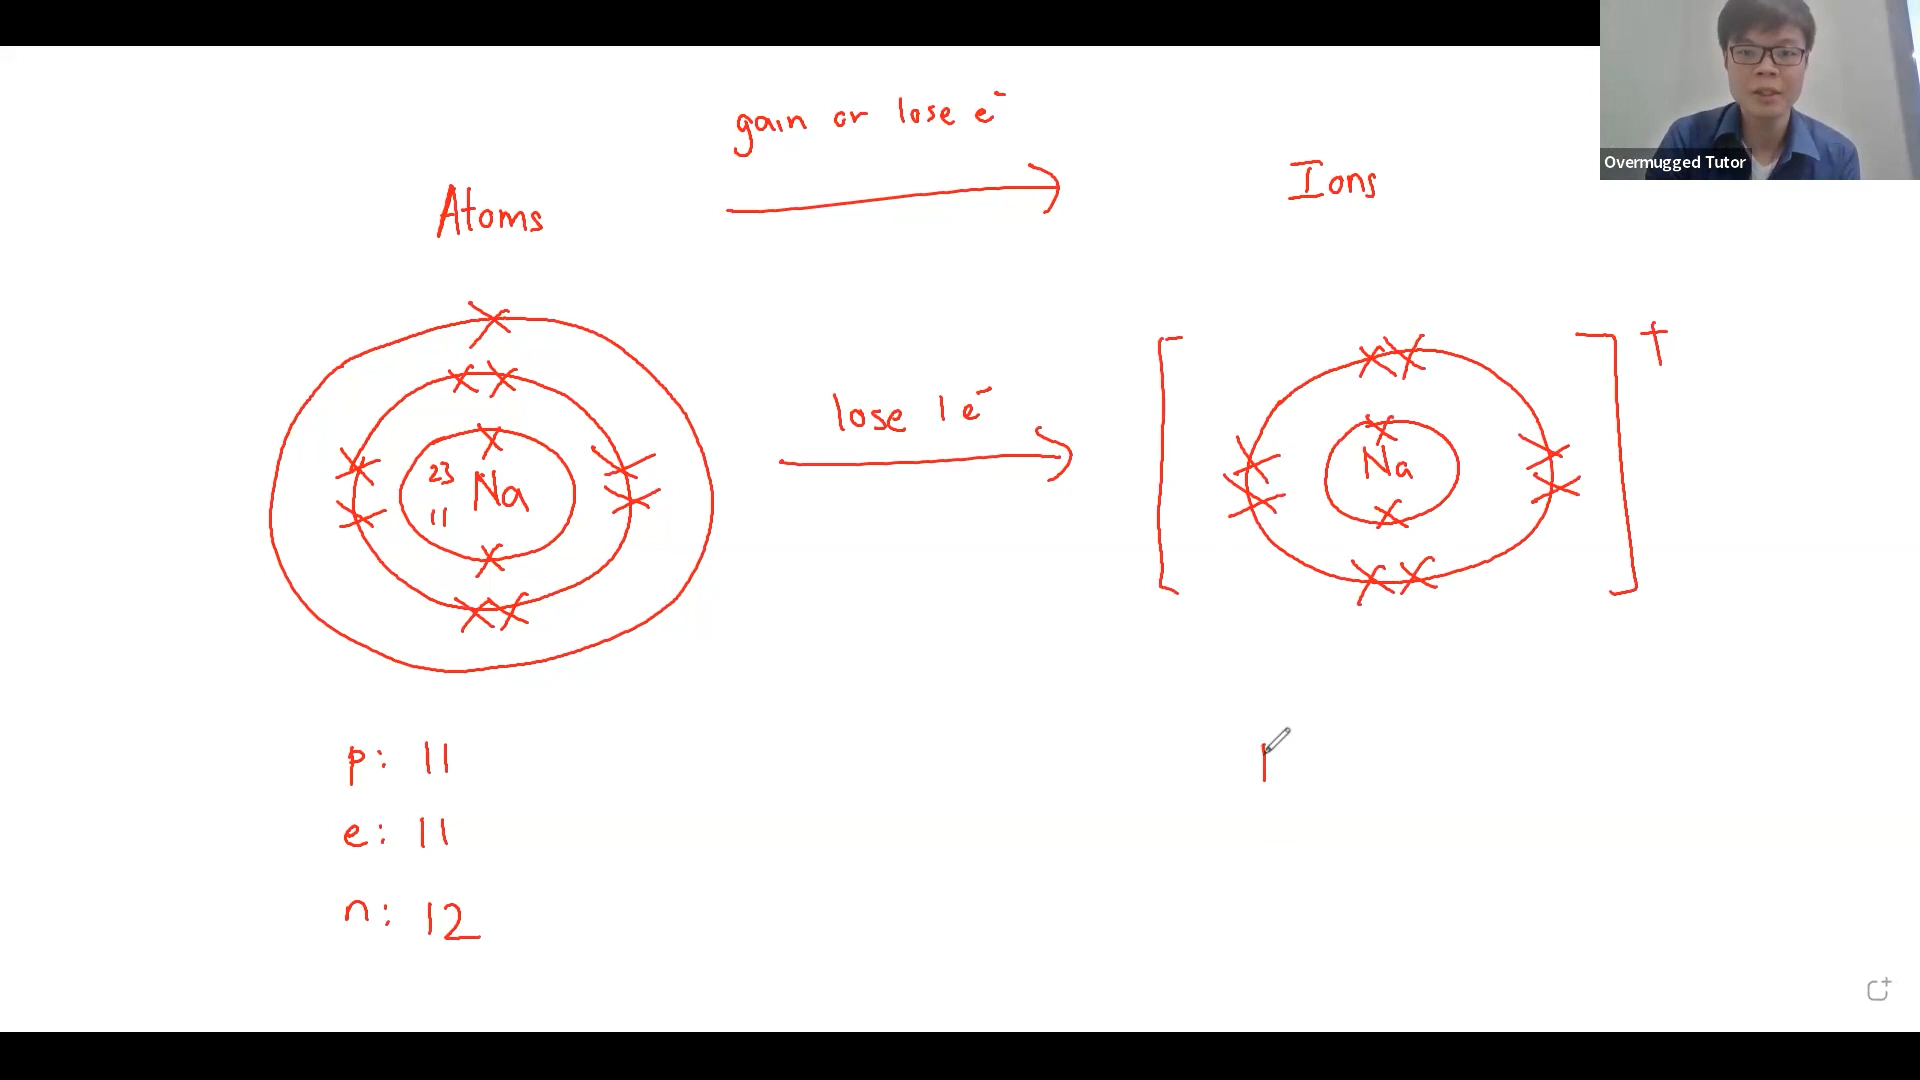 gain or lose e⁻
Atoms
Ions
Overmugged Tutor
lose 1 e⁻
+
23
Na
11
Na
p: 11
e: 11
n: 12